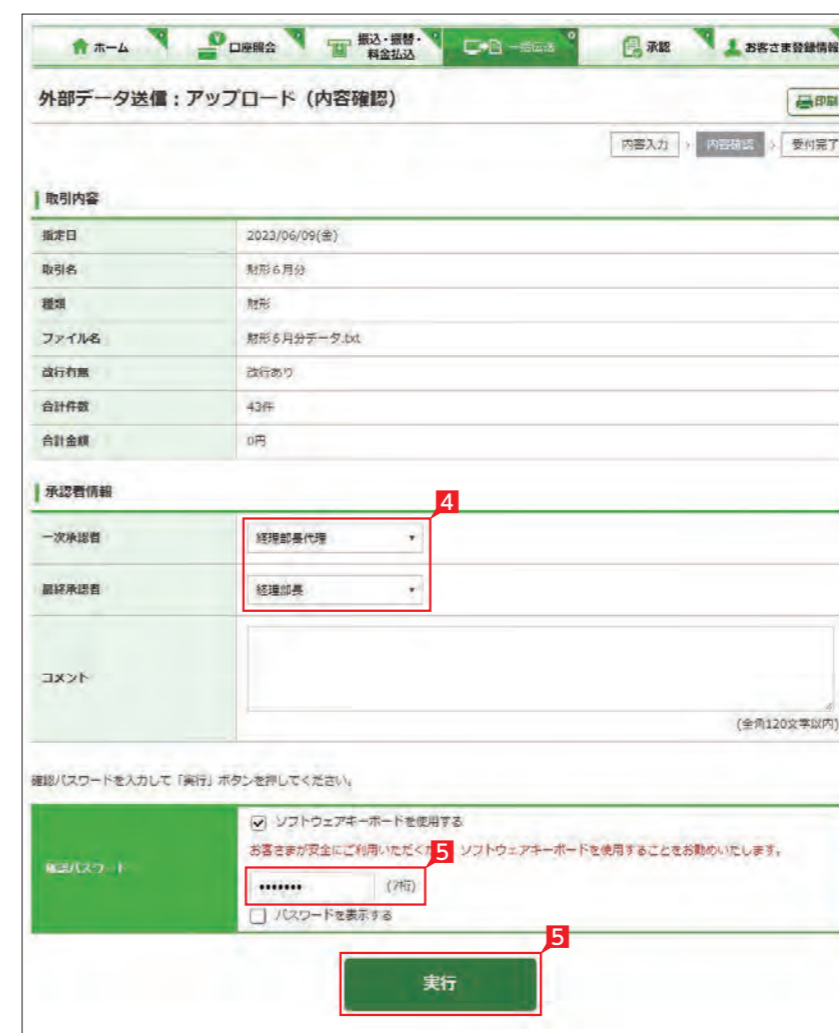 ホーム
口座照会
振込・振替・
料金払込
一括伝送
承認
お客さま登録情報
外部データ送信：アップロード（内容確認）
印刷
内容入力 › 内容確認 › 受付完了
取引内容
指定日 2023/06/09(金)
取引名 財形６月分
種類 財形
ファイル名 財形６月分データ.txt
改行有無 改行あり
合計件数 43件
合計金額 0円
承認者情報
4
一次承認者 経理部長代理
最終承認者 経理部長
コメント
(全角120文字以内)
確認パスワードを入力して「実行」ボタンを押してください。
ソフトウェアキーボードを使用する
お客さまが安全にご利用いただく 5 ソフトウェアキーボードを使用することをお勧めいたします。
確認パスワード
••••••• (7桁)
パスワードを表示する
5
実行